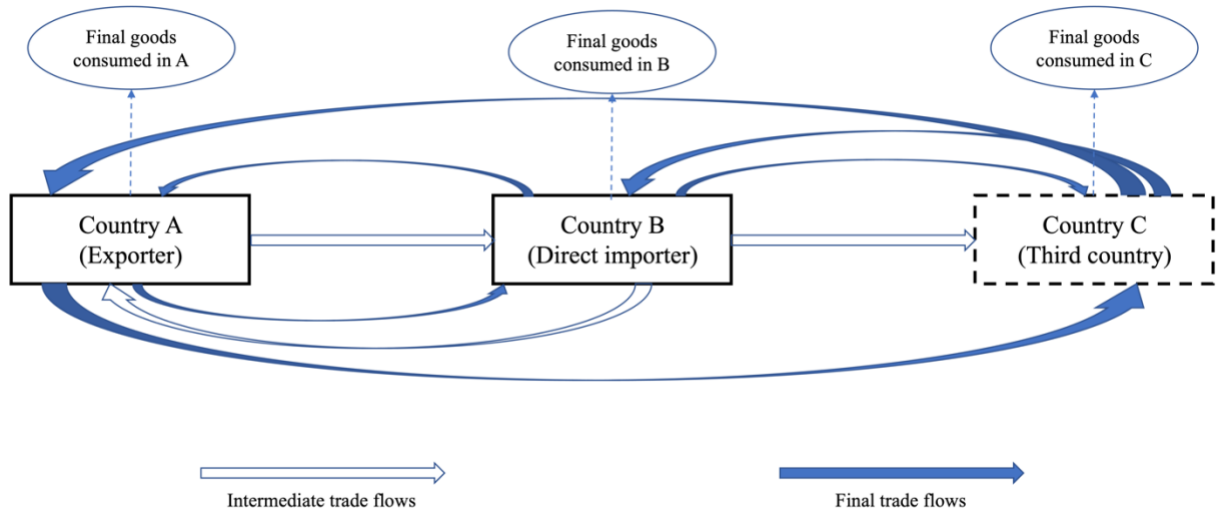 Final goods
consumed in A
Final goods
consumed in B
Final goods
consumed in C
Country A
(Exporter)
Country B
(Direct importer)
Country C
(Third country)
Intermediate trade flows
Final trade flows